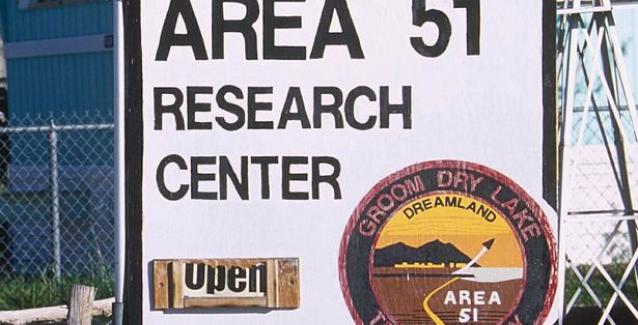 AREA 51
RESEARCH
CENTER
Open
GROOM DRY LAKE
DREAMLAND
AREA
51